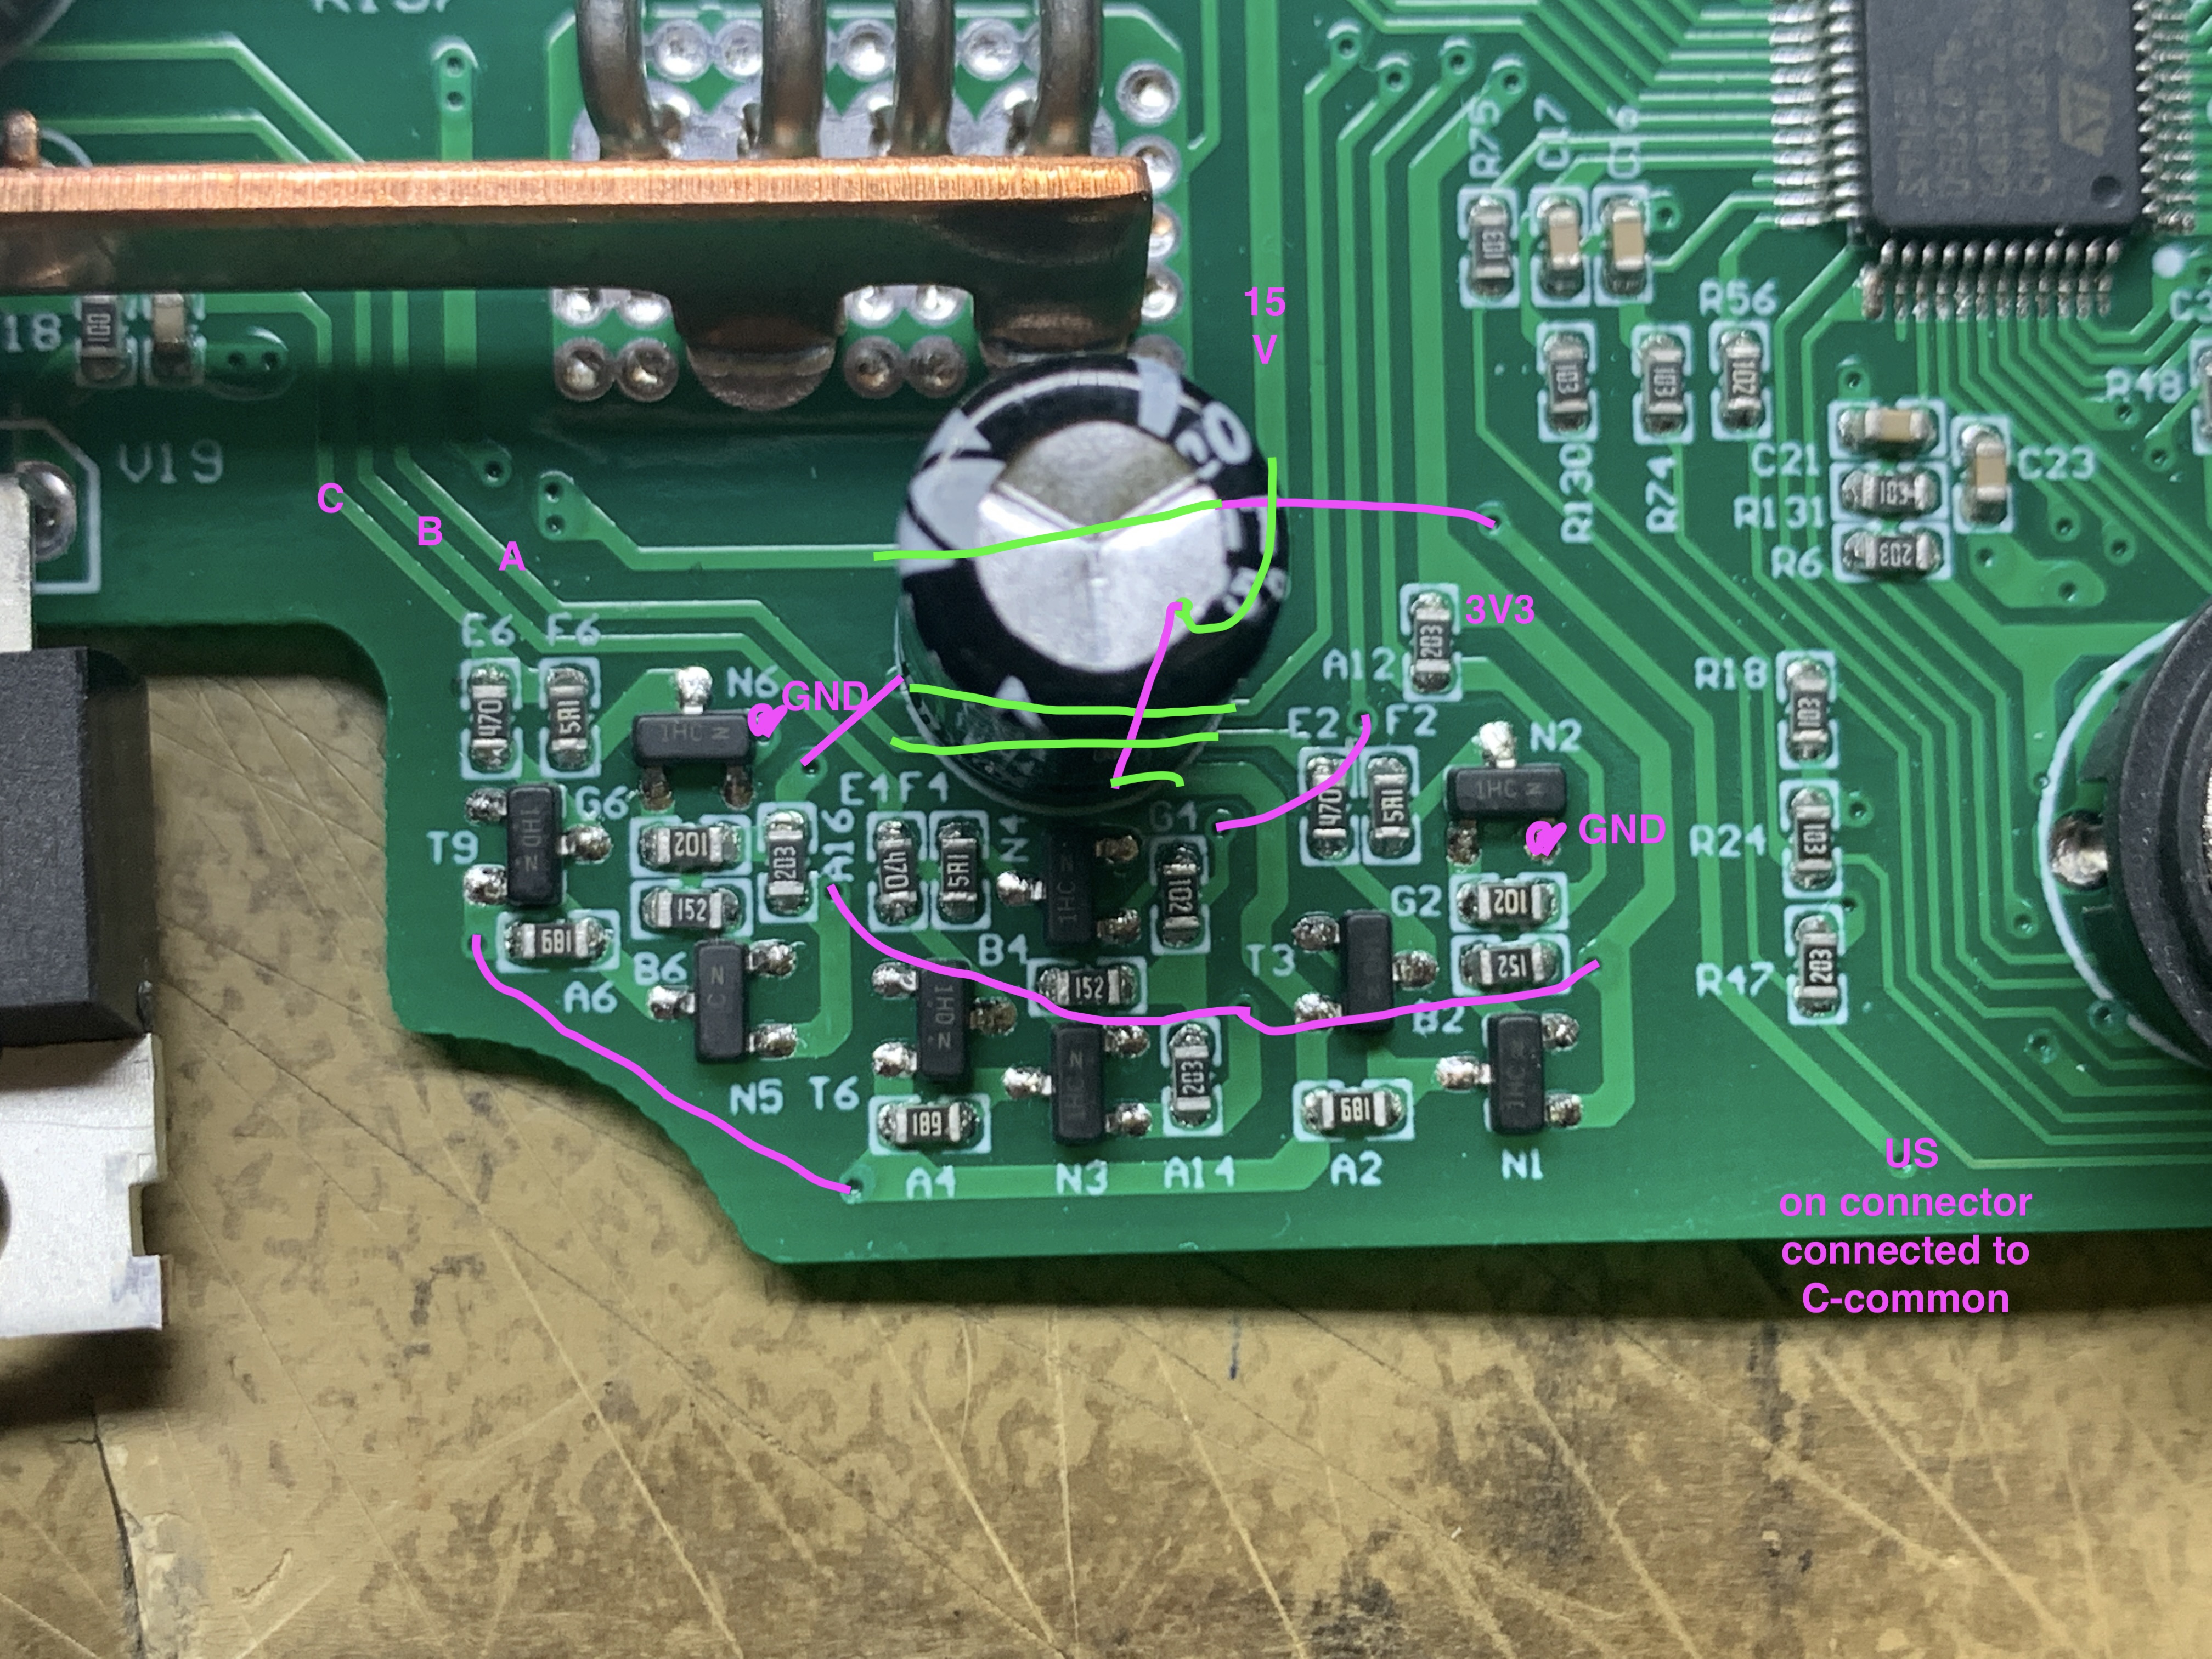 R75
C17
C16
15
V
100
18
103
R56
103
103
102
R48
V19
C
B
A
R130
R74
C21
R131
103
C23
R6
203
E6
F6
N6
GND
203
3V3
A12
R18
103
E2
F2
N2
470
5R1
1HC
N
470
5R1
1HC
N
GND
T9
G6
201
152
203
A16
E4
F4
470
5R1
N4
1HC
G4
201
R24
103
G2
201
1HD
N
681
A6
B6
N
C
B4
152
T3
152
B2
R47
203
1HD
N
N5
T6
189
A4
1HC
N
N3
203
A14
681
A2
1HC
N
N1
US
on connector
connected to
C-common